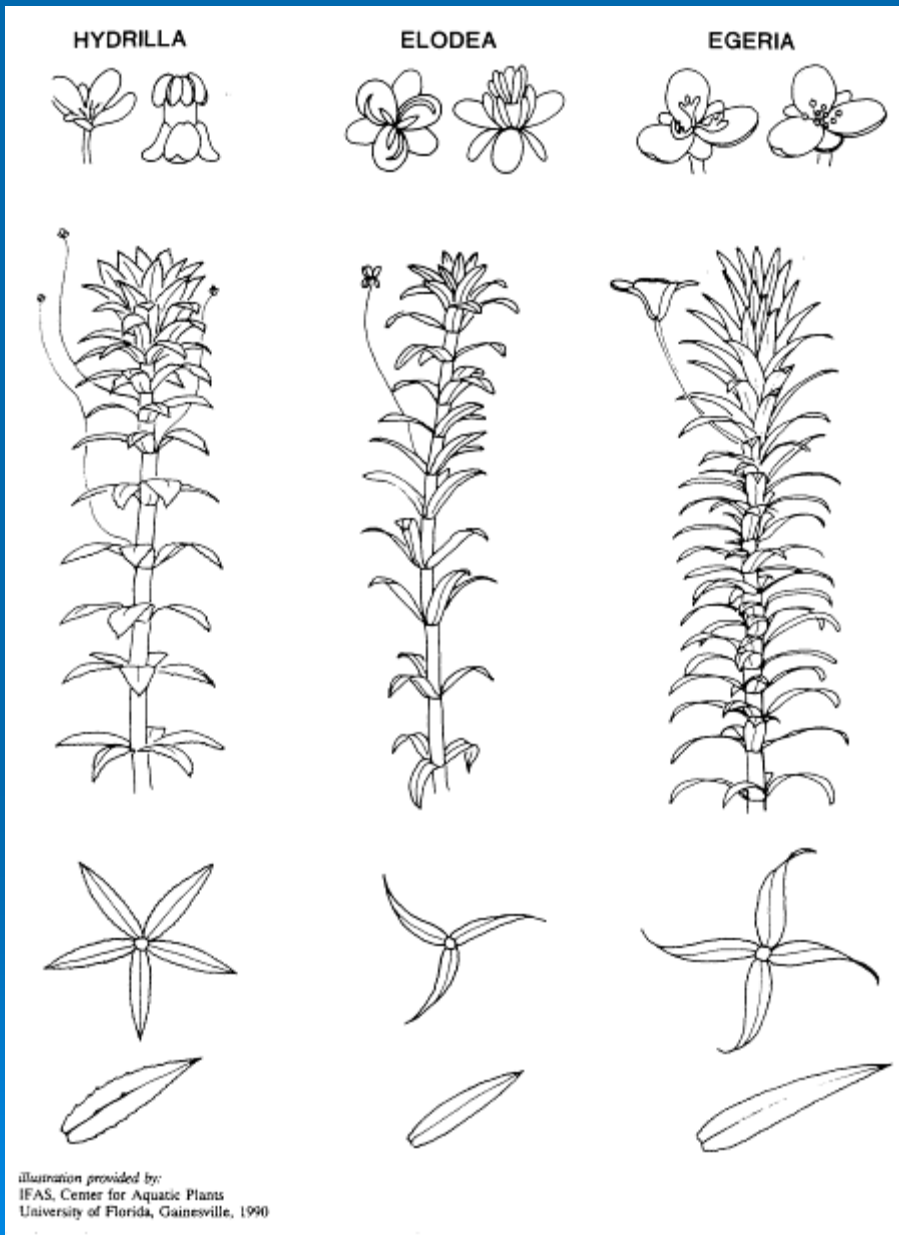 HYDRILLA ELODEA EGERIA
illustration provided by:
IFAS, Center for Aquatic Plants
University of Florida, Gainesville, 1990